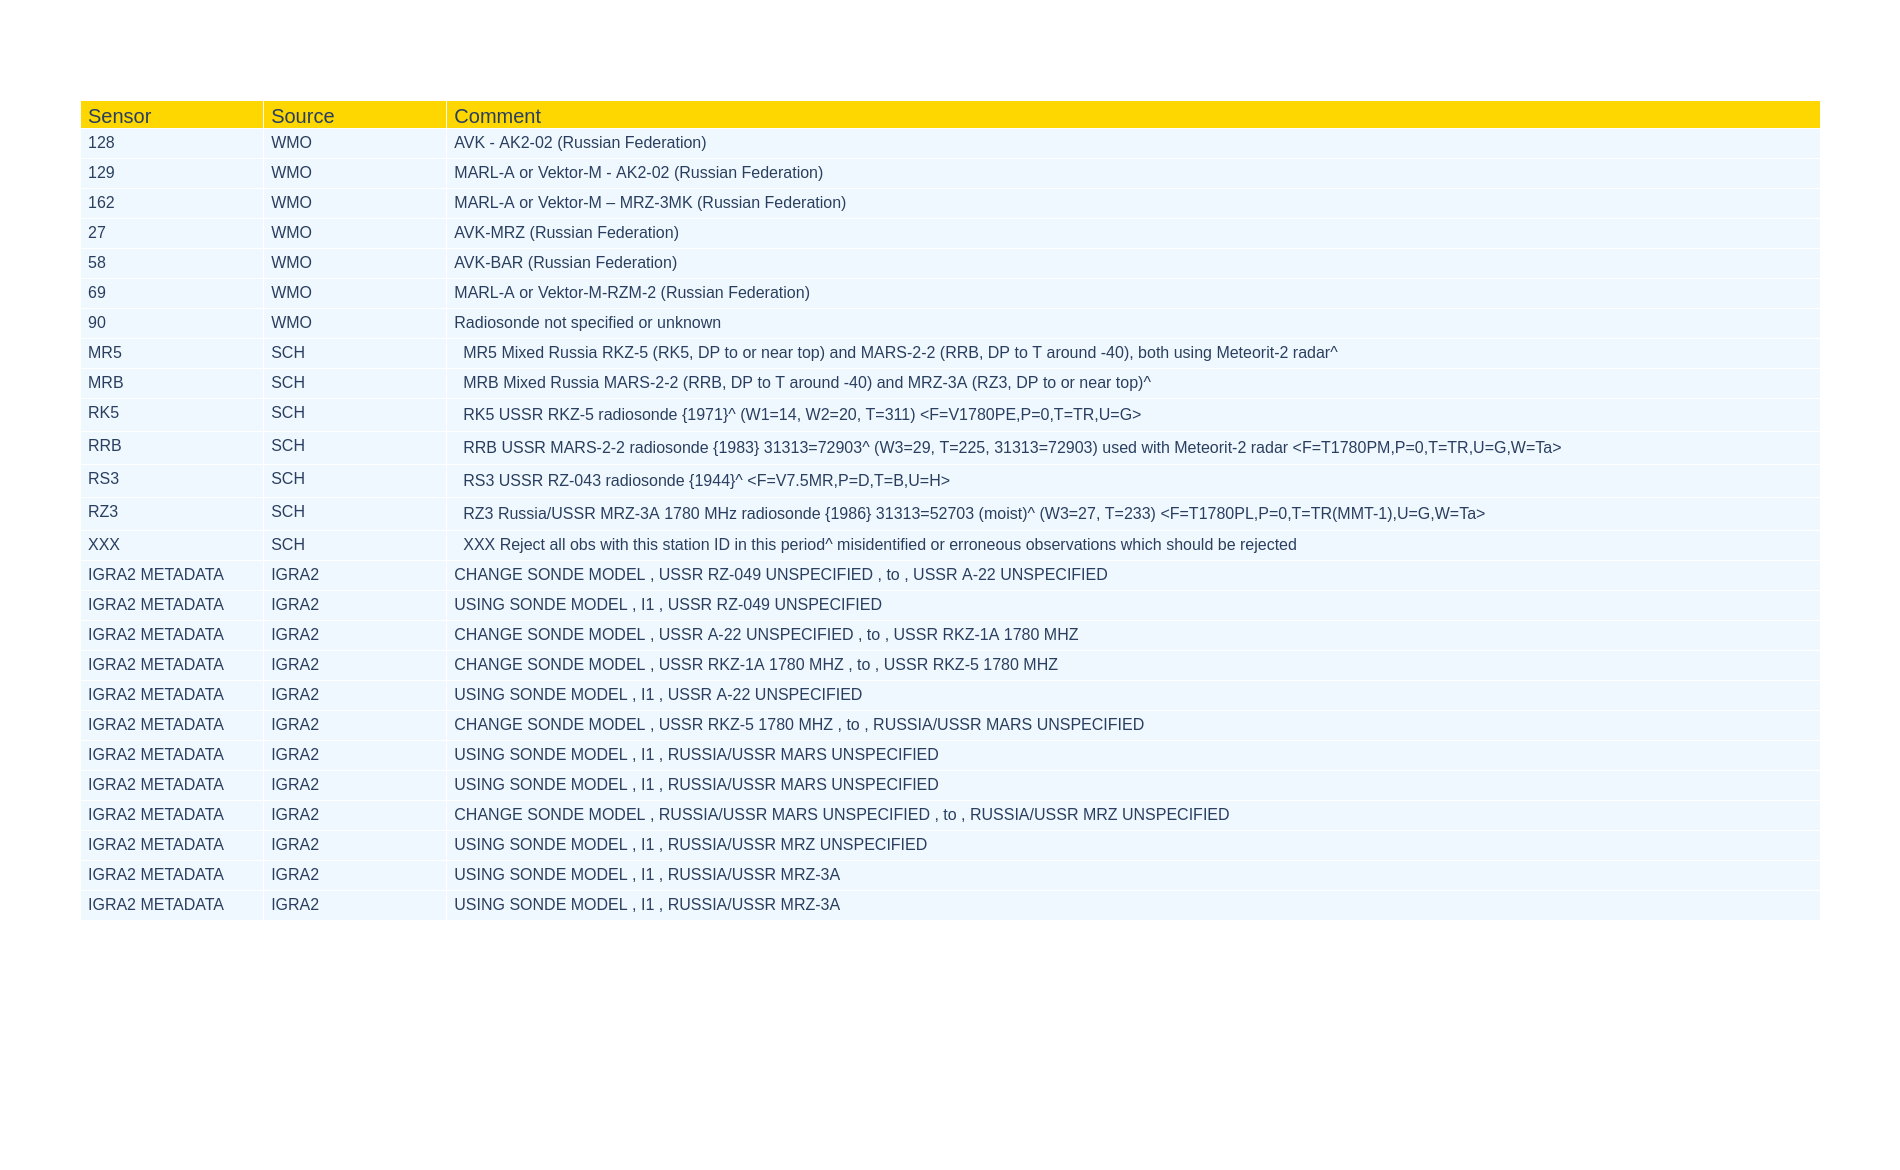 Sensor Source Comment
128 WMO AVK - AK2-02 (Russian Federation)
129 WMO MARL-A or Vektor-M - AK2-02 (Russian Federation)
162 WMO MARL-A or Vektor-M – MRZ-3MK (Russian Federation)
27 WMO AVK-MRZ (Russian Federation)
58 WMO AVK-BAR (Russian Federation)
69 WMO MARL-A or Vektor-M-RZM-2 (Russian Federation)
90 WMO Radiosonde not specified or unknown
MR5 SCH MR5 Mixed Russia RKZ-5 (RK5, DP to or near top) and MARS-2-2 (RRB, DP to T around -40), both using Meteorit-2 radar^
MRB SCH MRB Mixed Russia MARS-2-2 (RRB, DP to T around -40) and MRZ-3A (RZ3, DP to or near top)^
RK5 SCH RK5 USSR RKZ-5 radiosonde {1971}^ (W1=14, W2=20, T=311) <F=V1780PE,P=0,T=TR,U=G>
RRB SCH RRB USSR MARS-2-2 radiosonde {1983} 31313=72903^ (W3=29, T=225, 31313=72903) used with Meteorit-2 radar <F=T1780PM,P=0,T=TR,U=G,W=Ta>
RS3 SCH RS3 USSR RZ-043 radiosonde {1944}^ <F=V7.5MR,P=D,T=B,U=H>
RZ3 SCH RZ3 Russia/USSR MRZ-3A 1780 MHz radiosonde {1986} 31313=52703 (moist)^ (W3=27, T=233) <F=T1780PL,P=0,T=TR(MMT-1),U=G,W=Ta>
XXX SCH XXX Reject all obs with this station ID in this period^ misidentified or erroneous observations which should be rejected
IGRA2 METADATA IGRA2 CHANGE SONDE MODEL , USSR RZ-049 UNSPECIFIED , to , USSR A-22 UNSPECIFIED
IGRA2 METADATA IGRA2 USING SONDE MODEL , I1 , USSR RZ-049 UNSPECIFIED
IGRA2 METADATA IGRA2 CHANGE SONDE MODEL , USSR A-22 UNSPECIFIED , to , USSR RKZ-1A 1780 MHZ
IGRA2 METADATA IGRA2 CHANGE SONDE MODEL , USSR RKZ-1A 1780 MHZ , to , USSR RKZ-5 1780 MHZ
IGRA2 METADATA IGRA2 USING SONDE MODEL , I1 , USSR A-22 UNSPECIFIED
IGRA2 METADATA IGRA2 CHANGE SONDE MODEL , USSR RKZ-5 1780 MHZ , to , RUSSIA/USSR MARS UNSPECIFIED
IGRA2 METADATA IGRA2 USING SONDE MODEL , I1 , RUSSIA/USSR MARS UNSPECIFIED
IGRA2 METADATA IGRA2 USING SONDE MODEL , I1 , RUSSIA/USSR MARS UNSPECIFIED
IGRA2 METADATA IGRA2 CHANGE SONDE MODEL , RUSSIA/USSR MARS UNSPECIFIED , to , RUSSIA/USSR MRZ UNSPECIFIED
IGRA2 METADATA IGRA2 USING SONDE MODEL , I1 , RUSSIA/USSR MRZ UNSPECIFIED
IGRA2 METADATA IGRA2 USING SONDE MODEL , I1 , RUSSIA/USSR MRZ-3A
IGRA2 METADATA IGRA2 USING SONDE MODEL , I1 , RUSSIA/USSR MRZ-3A